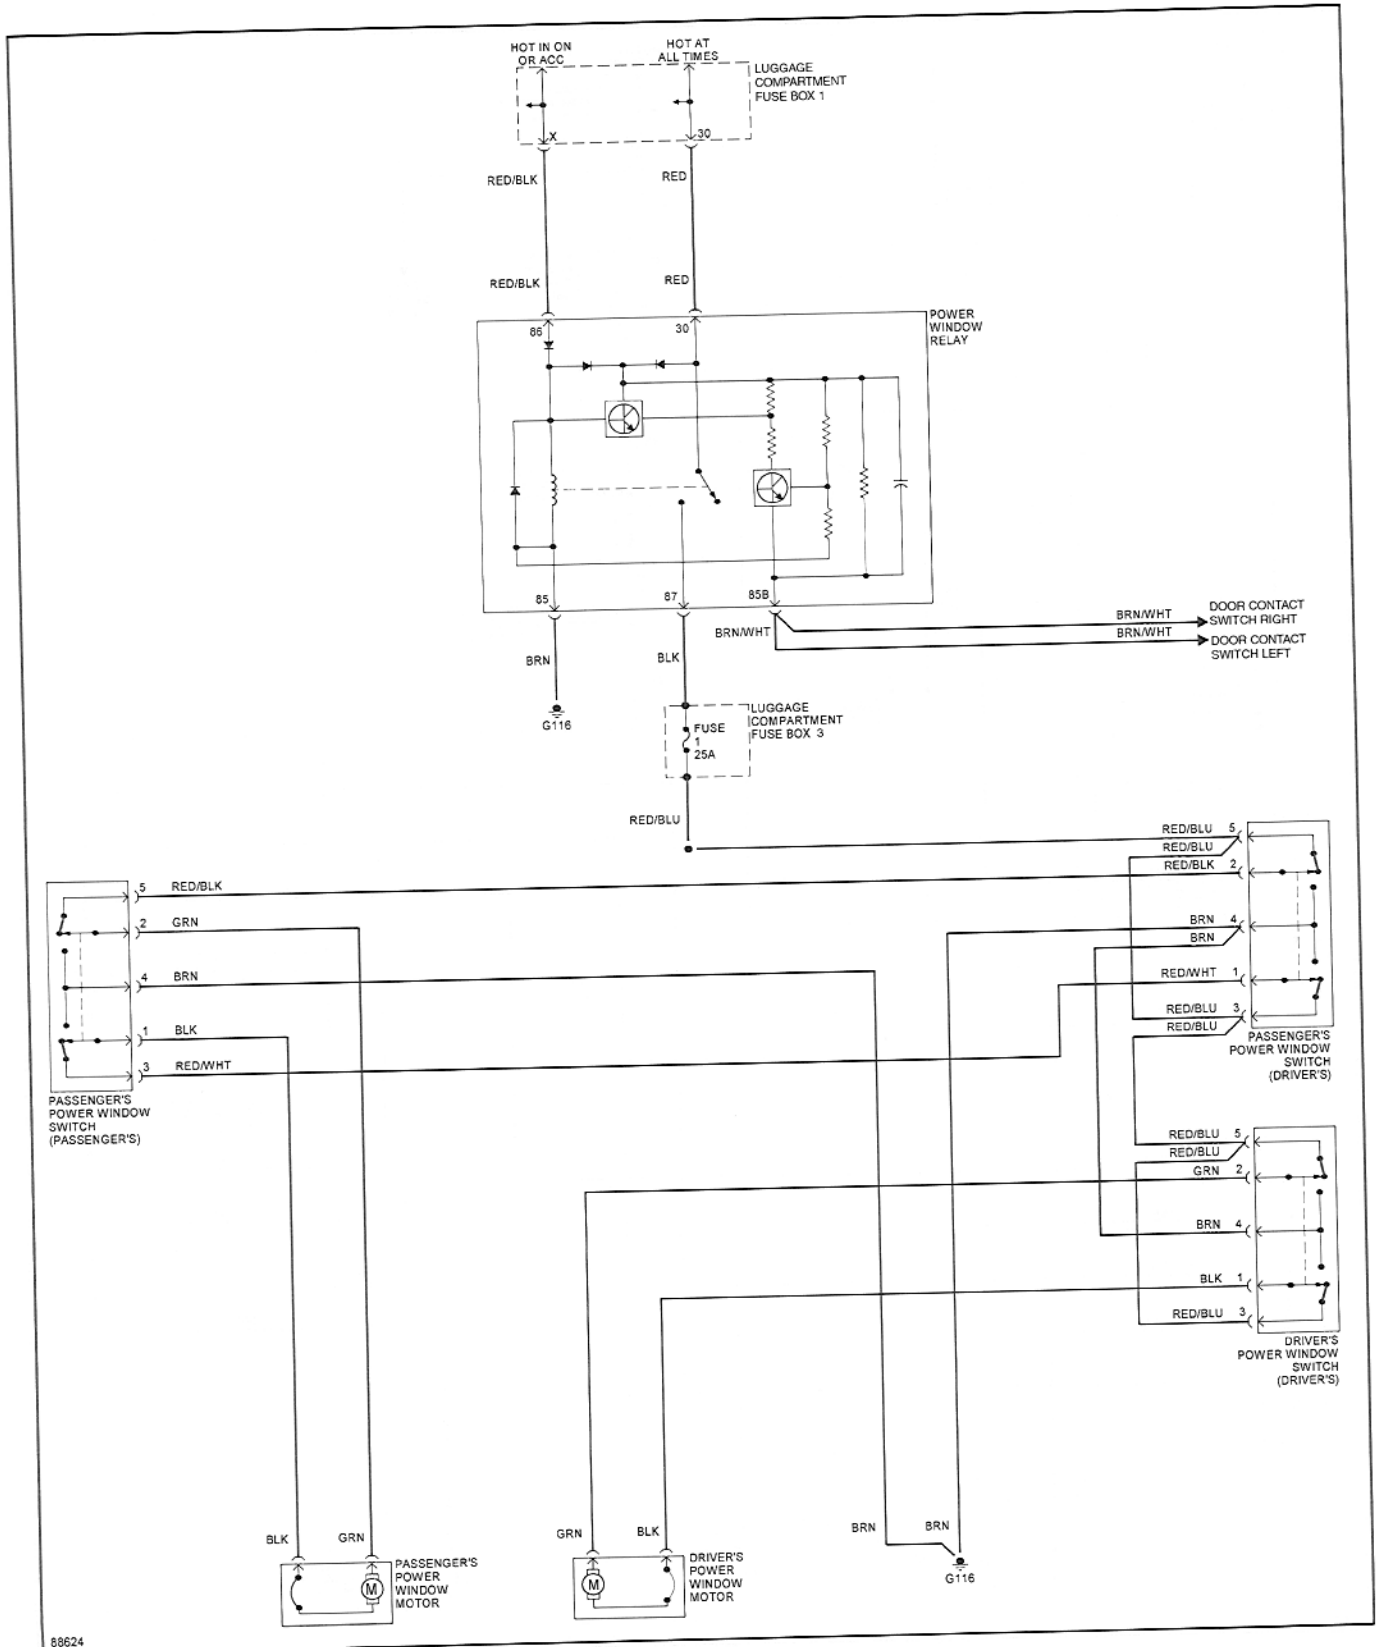 HOT IN ON
OR ACC
HOT AT
ALL TIMES
LUGGAGE
COMPARTMENT
FUSE BOX 1
X
30
RED/BLK
RED
RED/BLK
RED
86
30
POWER
WINDOW
RELAY
85
87
85B
BRN
BLK
BRN/WHT
BRN/WHT
BRN/WHT
DOOR CONTACT
SWITCH RIGHT
DOOR CONTACT
SWITCH LEFT
G116
FUSE
1
25A
LUGGAGE
COMPARTMENT
FUSE BOX 3
RED/BLU
RED/BLU 5
RED/BLU
RED/BLK 2
BRN 4
BRN
RED/WHT 1
RED/BLU 3
RED/BLU
PASSENGER'S
POWER WINDOW
SWITCH
(DRIVER'S)
5 RED/BLK
2 GRN
4 BRN
1 BLK
3 RED/WHT
PASSENGER'S
POWER WINDOW
SWITCH
(PASSENGER'S)
RED/BLU 5
RED/BLU
GRN 2
BRN 4
BLK 1
RED/BLU 3
DRIVER'S
POWER WINDOW
SWITCH
(DRIVER'S)
BLK
GRN
M
PASSENGER'S
POWER
WINDOW
MOTOR
GRN
BLK
M
DRIVER'S
POWER
WINDOW
MOTOR
BRN
BRN
G116
88624